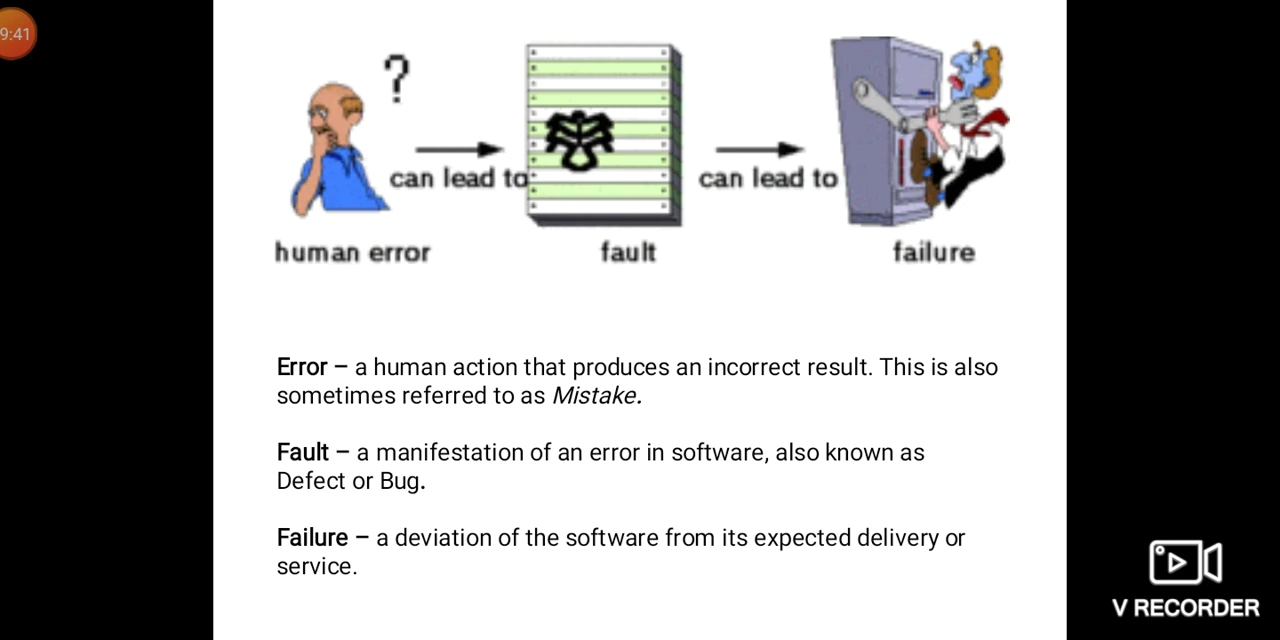 9:41
?
can lead to
can lead to
human error
fault
failure
Error – a human action that produces an incorrect result. This is also
sometimes referred to as Mistake.
Fault – a manifestation of an error in software, also known as
Defect or Bug.
Failure – a deviation of the software from its expected delivery or
service.
V RECORDER